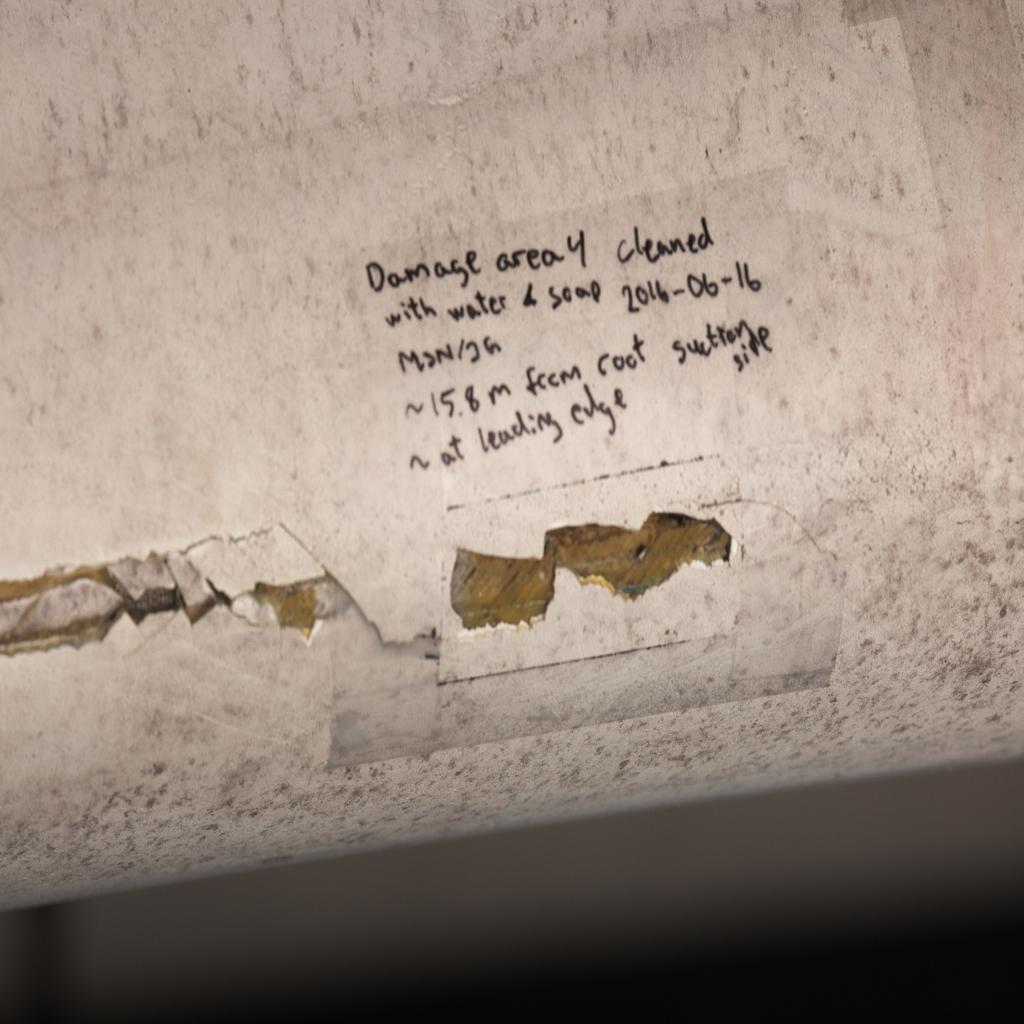 Damage area 4 cleaned
with water & soap 2016-06-16
MDN/JG
~15.8 m from root suction side
~ at leading edge